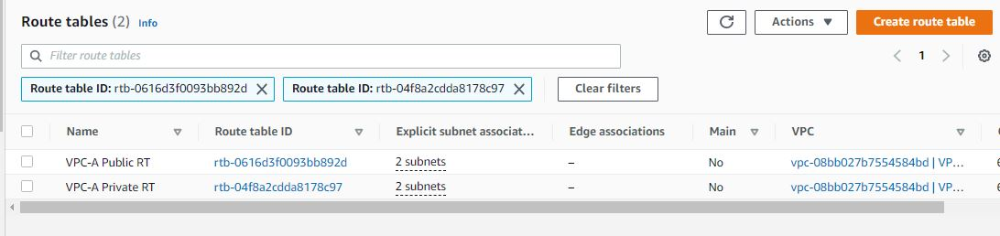 Route tables (2) Info
Actions
Create route table
Filter route tables
1
Route table ID: rtb-0616d3f0093bb892d
Route table ID: rtb-04f8a2cdda8178c97
Clear filters
Name Route table ID Explicit subnet associat... Edge associations Main VPC
VPC-A Public RT rtb-0616d3f0093bb892d 2 subnets – No vpc-08bb027b7554584bd | VP...
VPC-A Private RT rtb-04f8a2cdda8178c97 2 subnets – No vpc-08bb027b7554584bd | VP...